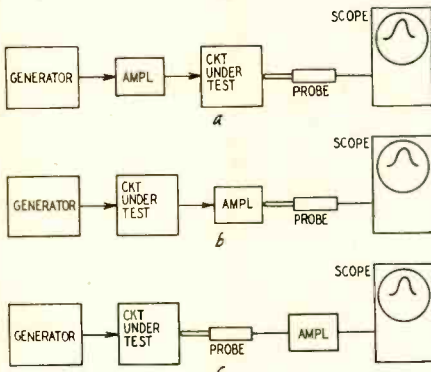 SCOPE
GENERATOR
AMPL
CKT
UNDER
TEST
PROBE
a
SCOPE
GENERATOR
CKT
UNDER
TEST
AMPL
PROBE
b
SCOPE
GENERATOR
CKT
UNDER
TEST
PROBE
AMPL
c